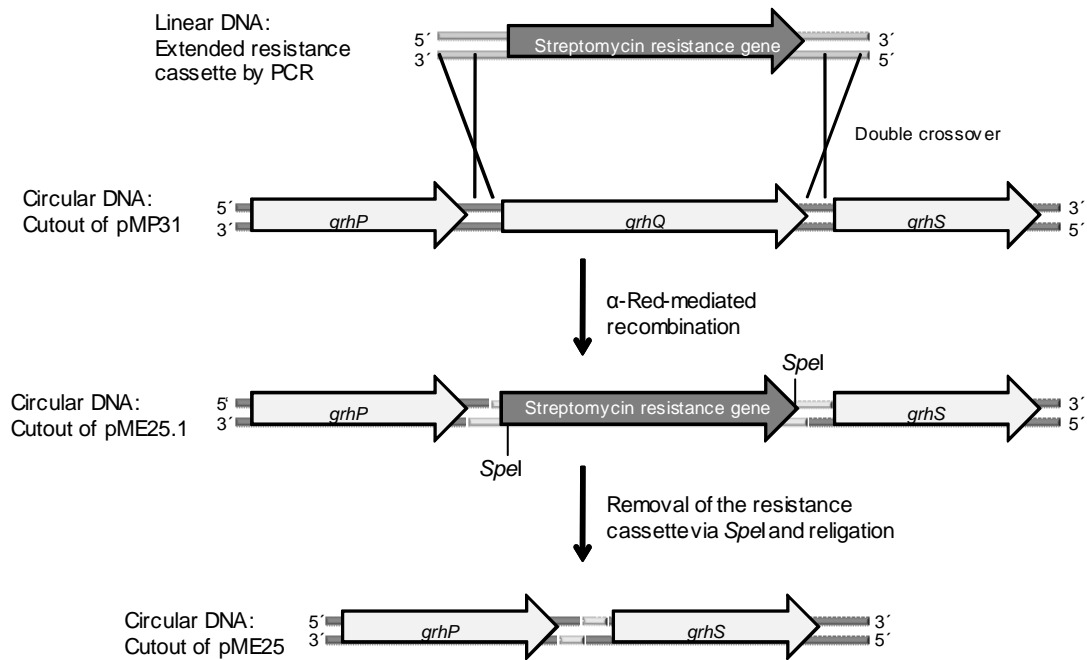 Linear DNA:
Extended resistance
cassette by PCR
5´ 3´
Streptomycin resistance gene
3´ 5´
Double crossover
Circular DNA:
Cutout of pMP31
5´ 3´
grhP grhQ grhS
3´ 5´
α-Red-mediated
recombination
SpeI
Circular DNA:
Cutout of pME25.1
5‘ 3´
grhP Streptomycin resistance gene grhS
3´ 5´
SpeI
Removal of the resistance
cassette via SpeI and religation
Circular DNA:
Cutout of pME25
5´ 3´
grhP grhS
3´ 5´